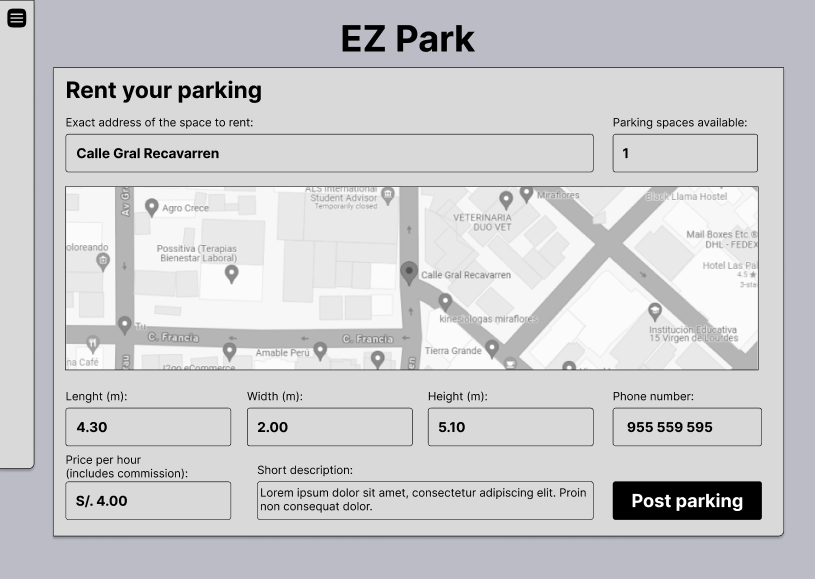 EZ Park
Rent your parking
Exact address of the space to rent:
Parking spaces available:
Calle Gral Recavarren
1
Av Gr
ALS International
Student Advisor
Temporarily closed
Agro Crece
Miraflores
Black Llama Hostel
VETERINARIA
DUO VET
oloreando
Possitiva (Terapias
Bienestar Laboral)
Mail Boxes Etc ®
DHL - FEDEX
Hotel Las Pal
4.5 ★
3-sta
Calle Gral Recavarren
kinesiologas miraflores
Tu
C. Francia
C. Francia
Institucion Educativa
15 Virgen de Lourdes
na Café
Amable Perú
Tierra Grande
I2go eCommerce
Lenght (m):
Width (m):
Height (m):
Phone number:
4.30
2.00
5.10
955 559 595
Price per hour
(includes commission):
Short description:
S/. 4.00
Lorem ipsum dolor sit amet, consectetur adipiscing elit. Proin
non consequat dolor.
Post parking